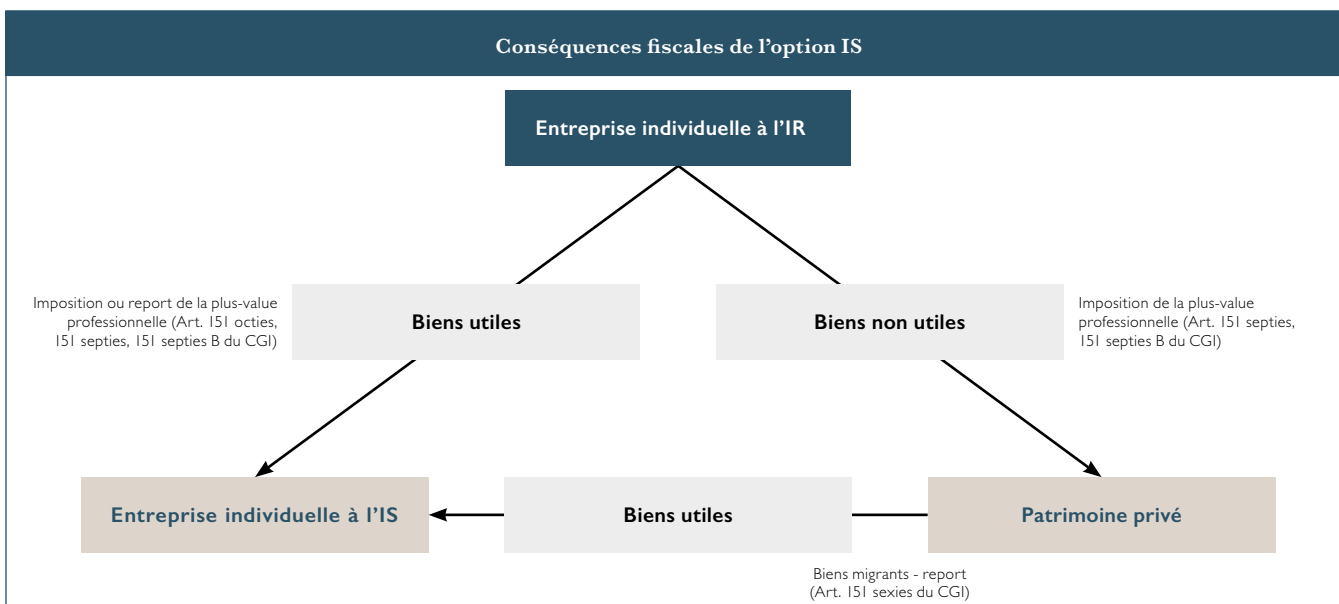 Conséquences fiscales de l’option IS
Entreprise individuelle à l’IR
Imposition ou report de la plus-value
professionnelle (Art. 151 octies,
151 septies, 151 septies B du CGI)
Biens utiles
Biens non utiles
Imposition de la plus-value
professionnelle (Art. 151 septies,
151 septies B du CGI)
Entreprise individuelle à l’IS
Biens utiles
Patrimoine privé
Biens migrants - report
(Art. 151 sexies du CGI)